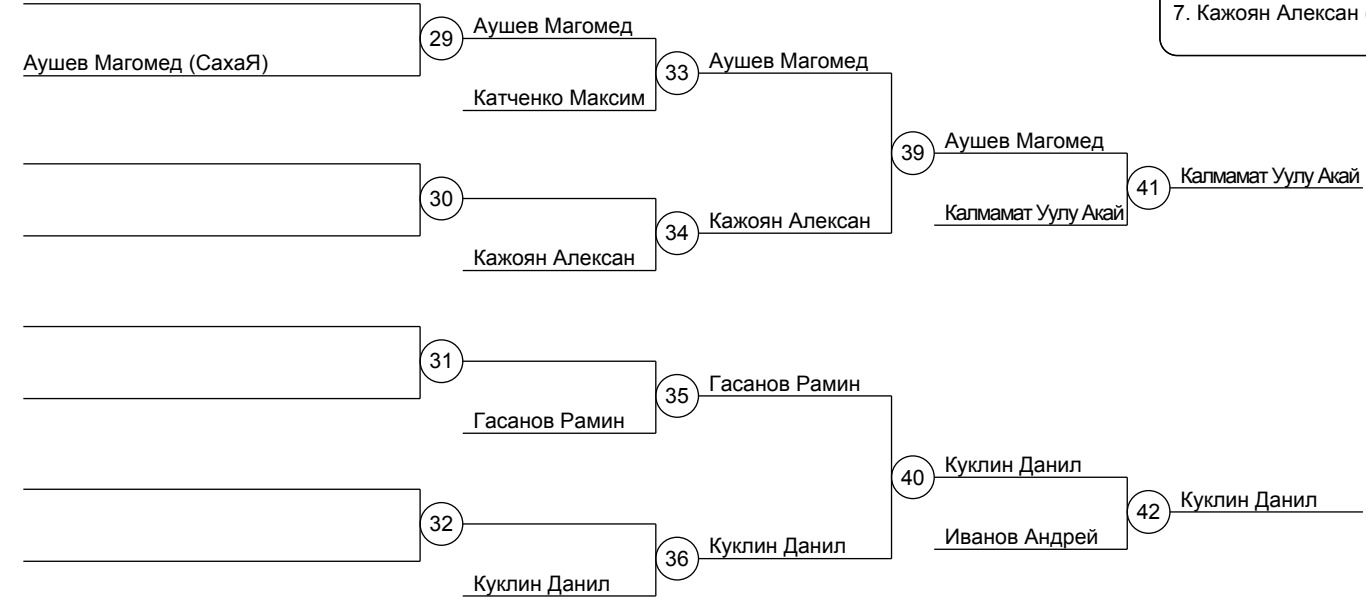 7. Кажоян Алексан
Аушев Магомед
29
Аушев Магомед (СахаЯ)
Аушев Магомед
33
Катченко Максим
Аушев Магомед
39
Калмамат Уулу Акай
41
30
Кажоян Алексан
34
Калмамат Уулу Акай
Кажоян Алексан
31
Гасанов Рамин
35
Гасанов Рамин
Куклин Данил
40
Куклин Данил
42
32
Иванов Андрей
Куклин Данил
36
Куклин Данил